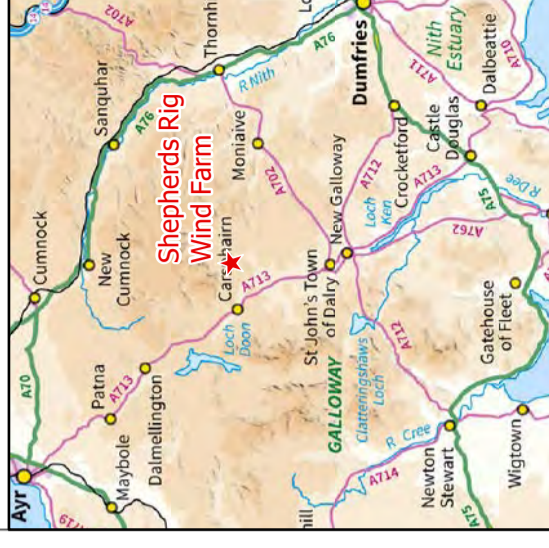 Ayr
A70
A702
Cumnock
Patna
Maybole
A713
New
Cumnock
Sanquhar
A76
Dalmellington
Shepherds Rig
Wind Farm
Thornh
Carsphairn
Loch
Doon
A713
Moniaive
A702
R Nith
A76
hill
St John's Town
of Dalry
New Galloway
GALLOWAY
Clatteringshaws
Loch
Loch
Ken
A712
Dumfries
A714
R Cree
A712
Crocketford
A713
A711
Nith
Estuary
Newton
Stewart
A762
Castle
Douglas
A75
A75
Gatehouse
of Fleet
Dalbeattie
A710
Wigtown
R Dee